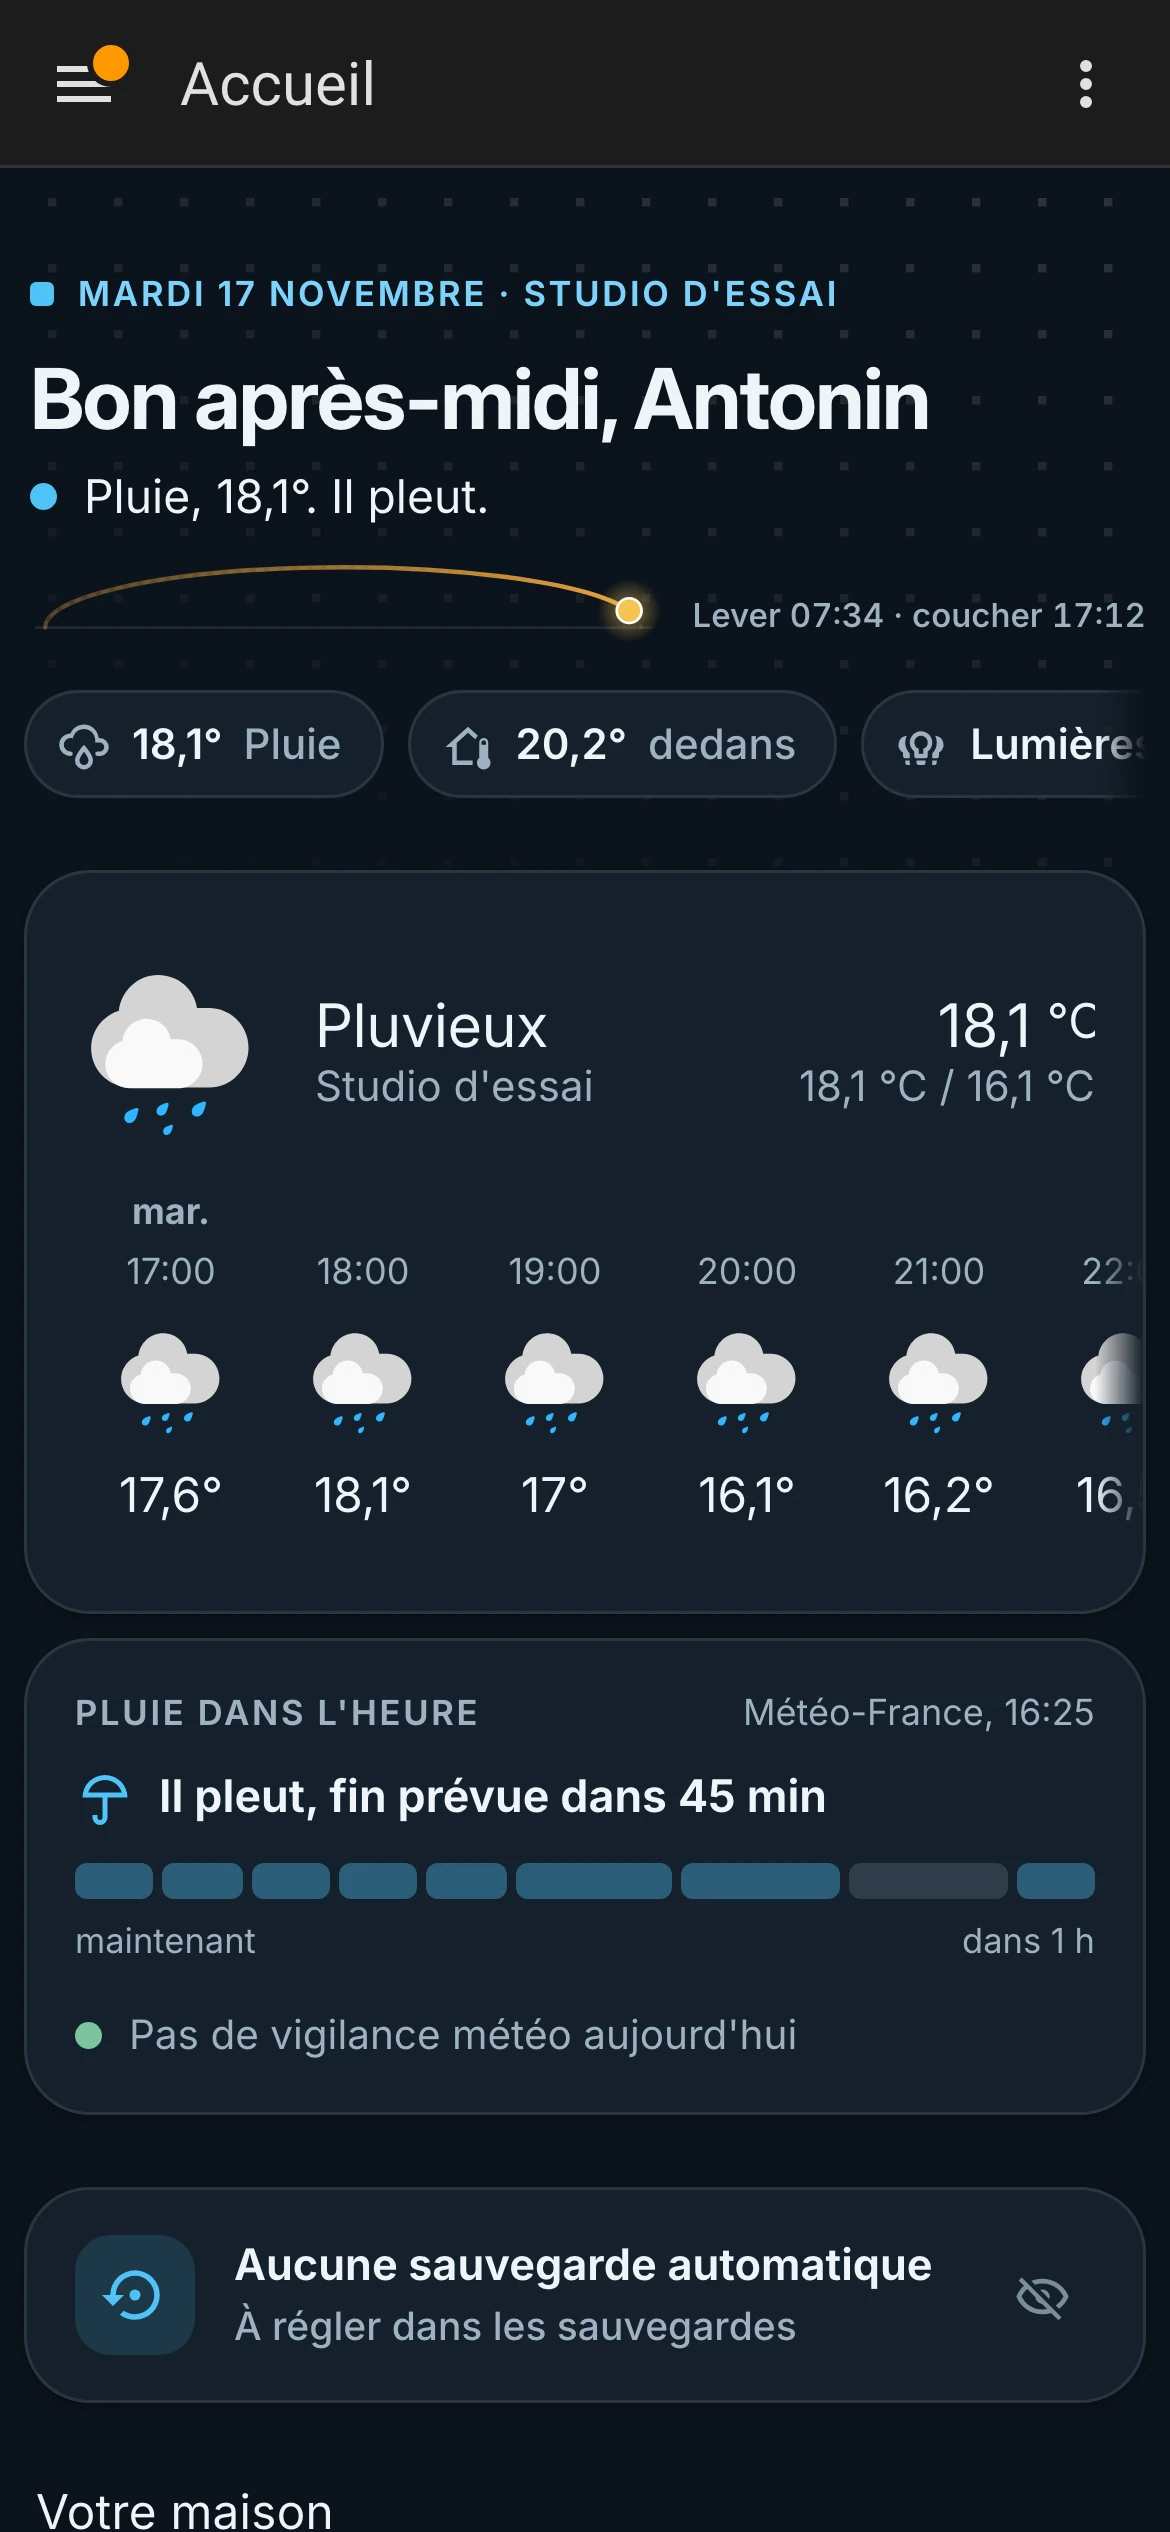 Accueil
MARDI 17 NOVEMBRE · STUDIO D'ESSAI
Bon après-midi, Antonin
Pluie, 18,1°. Il pleut.
Lever 07:34 · coucher 17:12
18,1° Pluie 20,2° dedans Lumières
Pluvieux 18,1 °C
Studio d'essai 18,1 °C / 16,1 °C
mar.
17:00 18:00 19:00 20:00 21:00 22:
17,6° 18,1° 17° 16,1° 16,2° 16,
PLUIE DANS L'HEURE Météo-France, 16:25
Il pleut, fin prévue dans 45 min
maintenant dans 1 h
Pas de vigilance météo aujourd'hui
Aucune sauvegarde automatique
À régler dans les sauvegardes
Votre maison